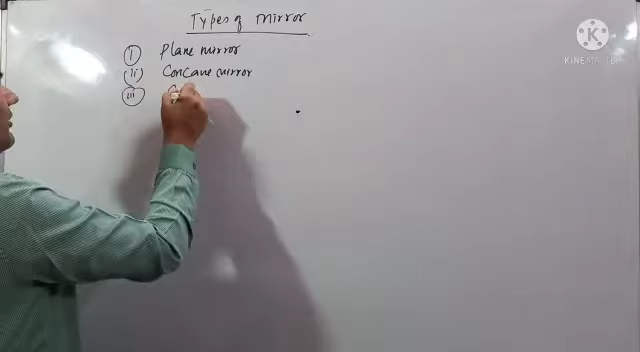 Types of mirror
(i) Plane mirror
(ii) Concave mirror
(iii) C
KINEMASTER